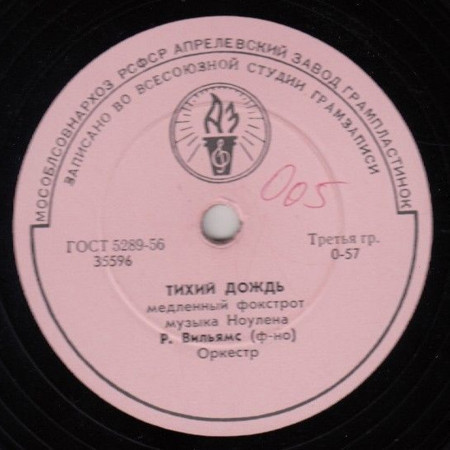 МОСОБЛСОВНАРХОЗ РСФСР АПРЕЛЕВСКИЙ ЗАВОД ГРАМПЛАСТИНОК
ЗАПИСАНО ВО ВСЕСОЮЗНОЙ СТУДИИ ГРАМЗАПИСИ
АЗ
005
ГОСТ 5289-56
35596
Третья гр.
0-57
ТИХИЙ ДОЖДЬ
медленный фокстрот
музыка Ноулена
Р. Вильямс (ф-но)
Оркестр